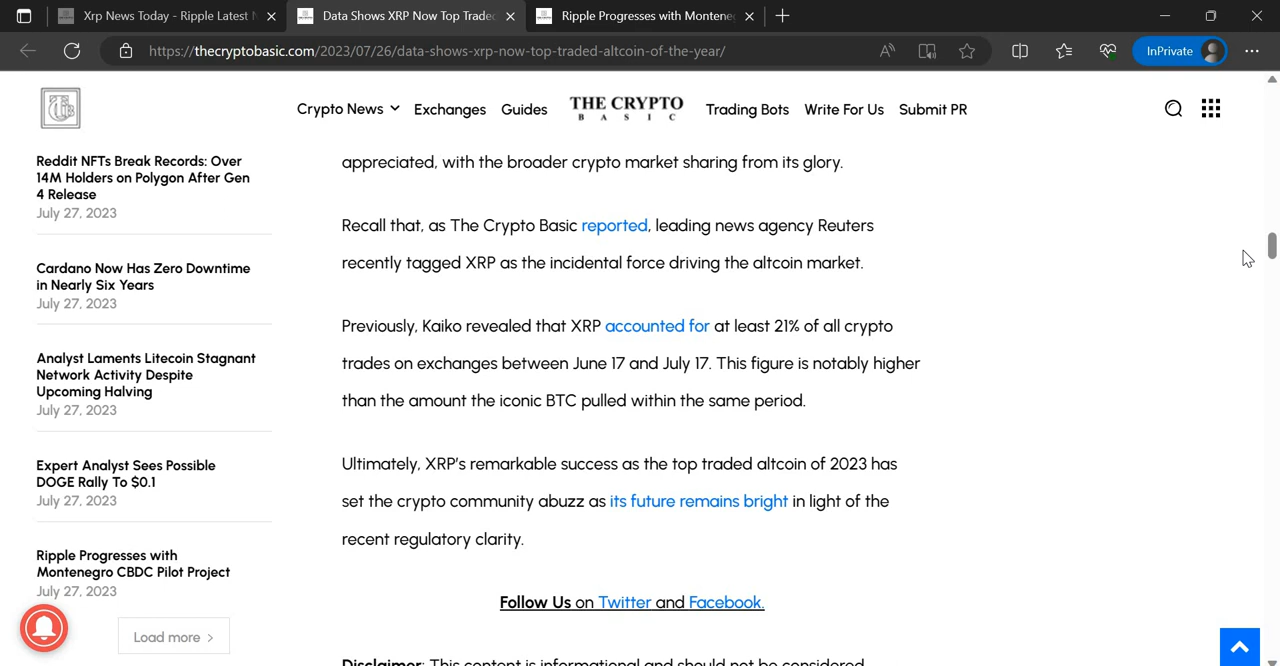 Xrp News Today - Ripple Latest N
Data Shows XRP Now Top Traded
Ripple Progresses with Montene
https://thecryptobasic.com/2023/07/26/data-shows-xrp-now-top-traded-altcoin-of-the-year/
InPrivate
Crypto News
Exchanges
Guides
THE CRYPTO
BASIC
Trading Bots
Write For Us
Submit PR
Reddit NFTs Break Records: Over
14M Holders on Polygon After Gen
4 Release
July 27, 2023
Cardano Now Has Zero Downtime
in Nearly Six Years
July 27, 2023
Analyst Laments Litecoin Stagnant
Network Activity Despite
Upcoming Halving
July 27, 2023
Expert Analyst Sees Possible
DOGE Rally To $0.1
July 27, 2023
Ripple Progresses with
Montenegro CBDC Pilot Project
July 27, 2023
Load more
appreciated, with the broader crypto market sharing from its glory.
Recall that, as The Crypto Basic reported, leading news agency Reuters
recently tagged XRP as the incidental force driving the altcoin market.
Previously, Kaiko revealed that XRP accounted for at least 21% of all crypto
trades on exchanges between June 17 and July 17. This figure is notably higher
than the amount the iconic BTC pulled within the same period.
Ultimately, XRP's remarkable success as the top traded altcoin of 2023 has
set the crypto community abuzz as its future remains bright in light of the
recent regulatory clarity.
Follow Us on Twitter and Facebook.
Disclaimer: This content is informational and should not be considered